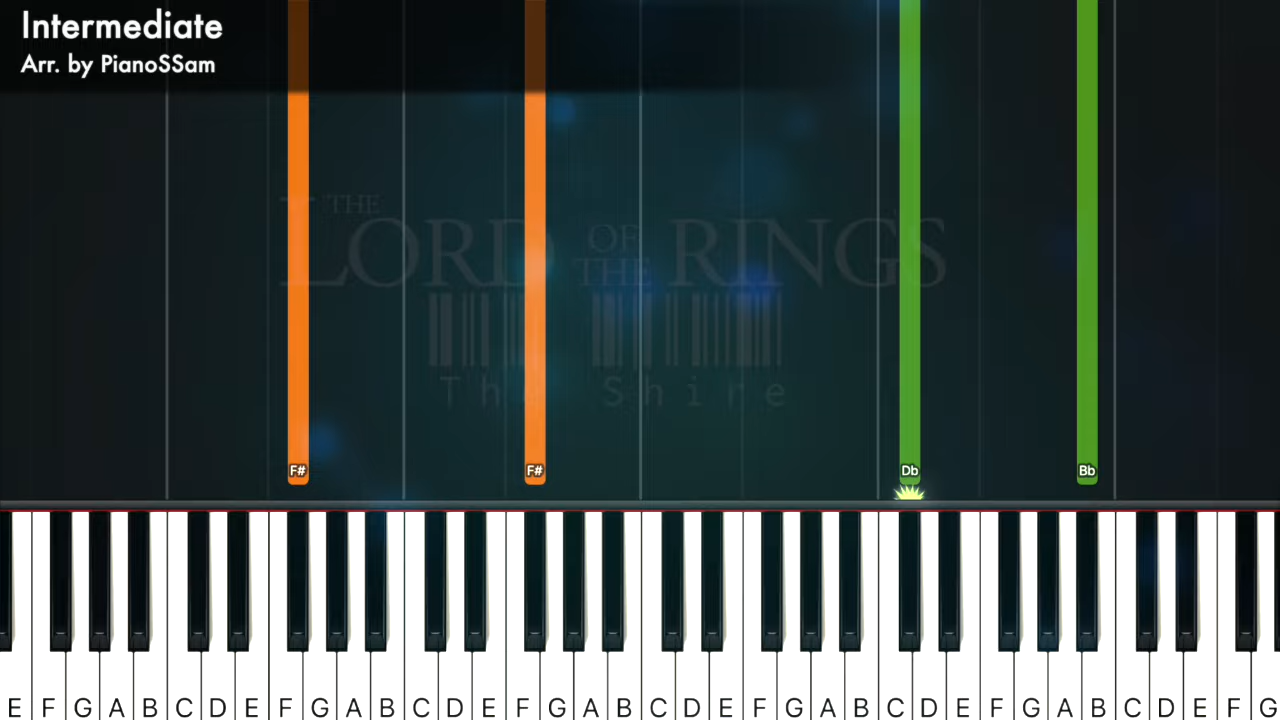 Intermediate
Arr. by PianoSSam
THE
LORD OF THE RINGS
The Shire
F# F# Db Bb
E F G A B C D E F G A B C D E F G A B C D E F G A B C D E F G A B C D E F G